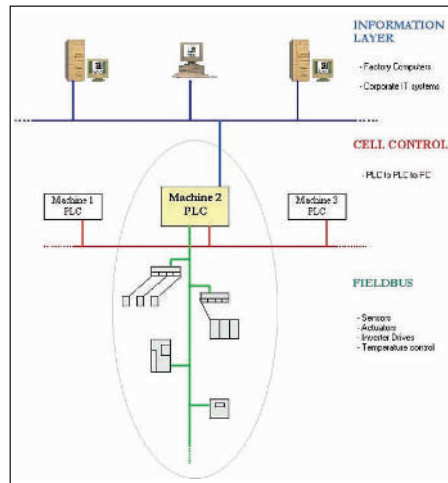 INFORMATION
LAYER
- Factory Computers
- Corporate IT systems
CELL CONTROL
- PLC to PLC to PC
Machine 1
PLC
Machine 2
PLC
Machine 3
PLC
FIELDBUS
- Sensors
- Actuators
- Inverter Drives
- Temperature control